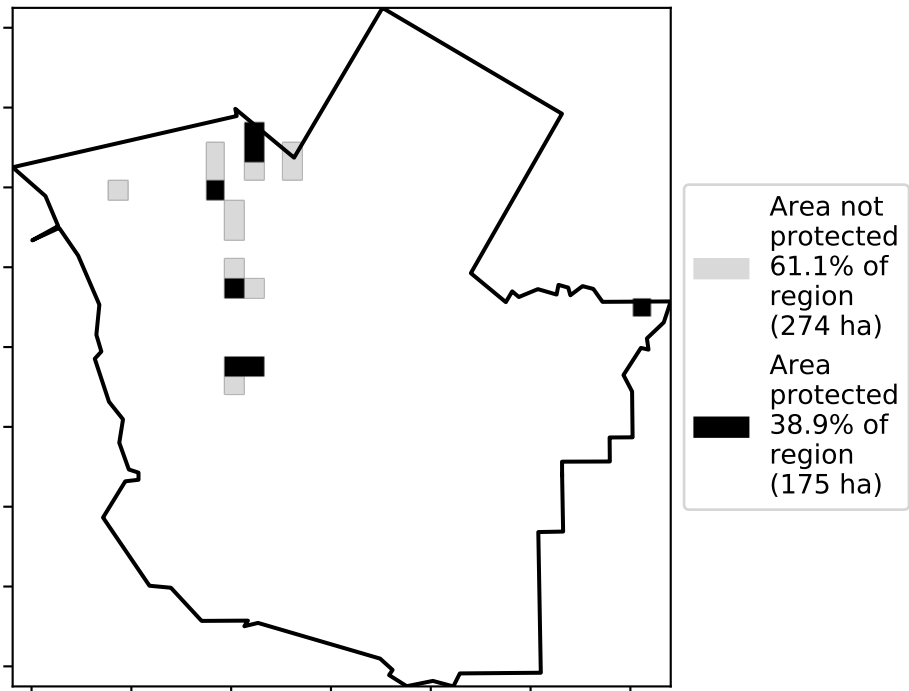 Area not
protected
61.1% of
region
(274 ha)
Area
protected
38.9% of
region
(175 ha)